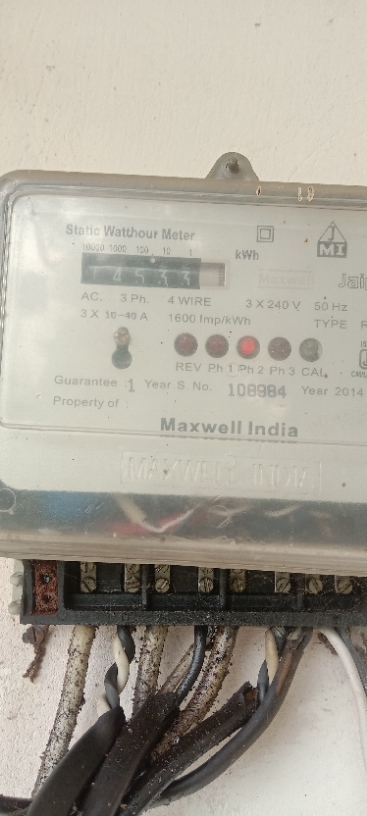 Static Watthour Meter
10000 1000 100 10 1
kWh
J
MI
14533
Maxwell
AC. 3 Ph. 4 WIRE 3 X 240 V 50 Hz
3 X 10-40 A 1600 Imp/kWh TYPE
REV Ph 1 Ph 2 Ph 3 CAL.
Guarantee 1 Year S. No. 108984 Year 2014
Property of
Maxwell India